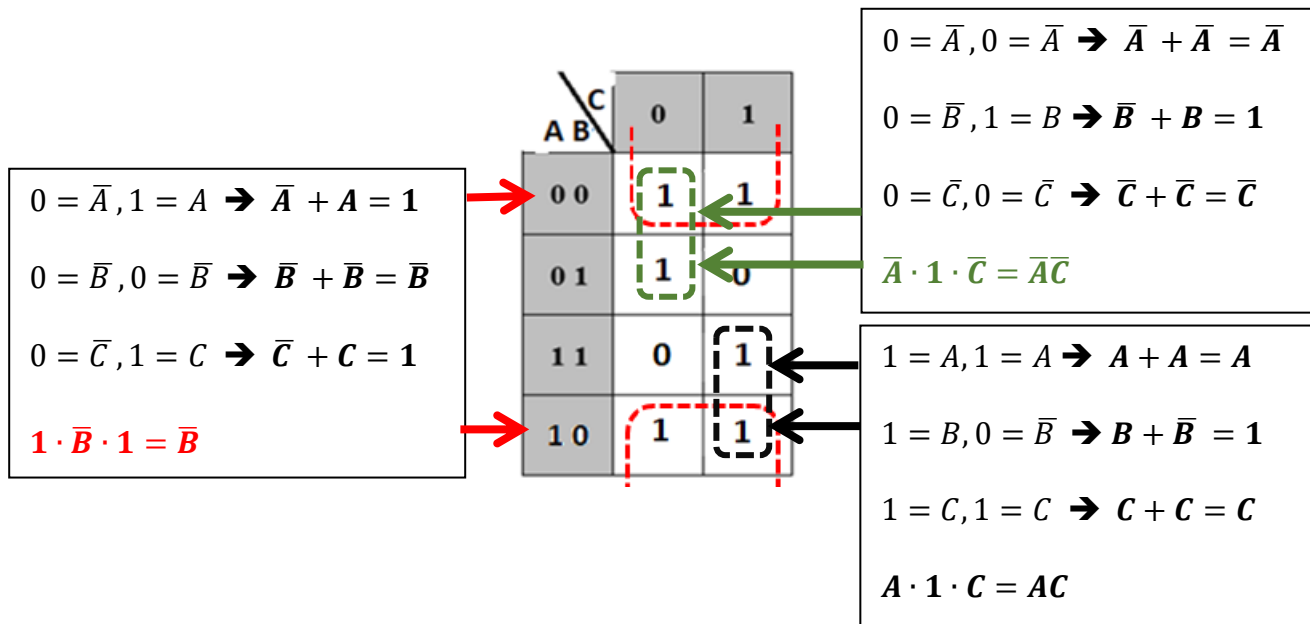 0 = A̅, 1 = A ➔ A̅ + A = 1
0 = B̅, 0 = B̅ ➔ B̅ + B̅ = B̅
0 = C̅, 1 = C ➔ C̅ + C = 1
1 · B̅ · 1 = B̅
C
A B
0 1
0 0 1 1
0 1 1 0
1 1 0 1
1 0 1 1
0 = A̅, 0 = A̅ ➔ A̅ + A̅ = A̅
0 = B̅, 1 = B ➔ B̅ + B = 1
0 = C̅, 0 = C̅ ➔ C̅ + C̅ = C̅
A̅ · 1 · C̅ = A̅C̅
1 = A, 1 = A ➔ A + A = A
1 = B, 0 = B̅ ➔ B + B̅ = 1
1 = C, 1 = C ➔ C + C = C
A · 1 · C = AC